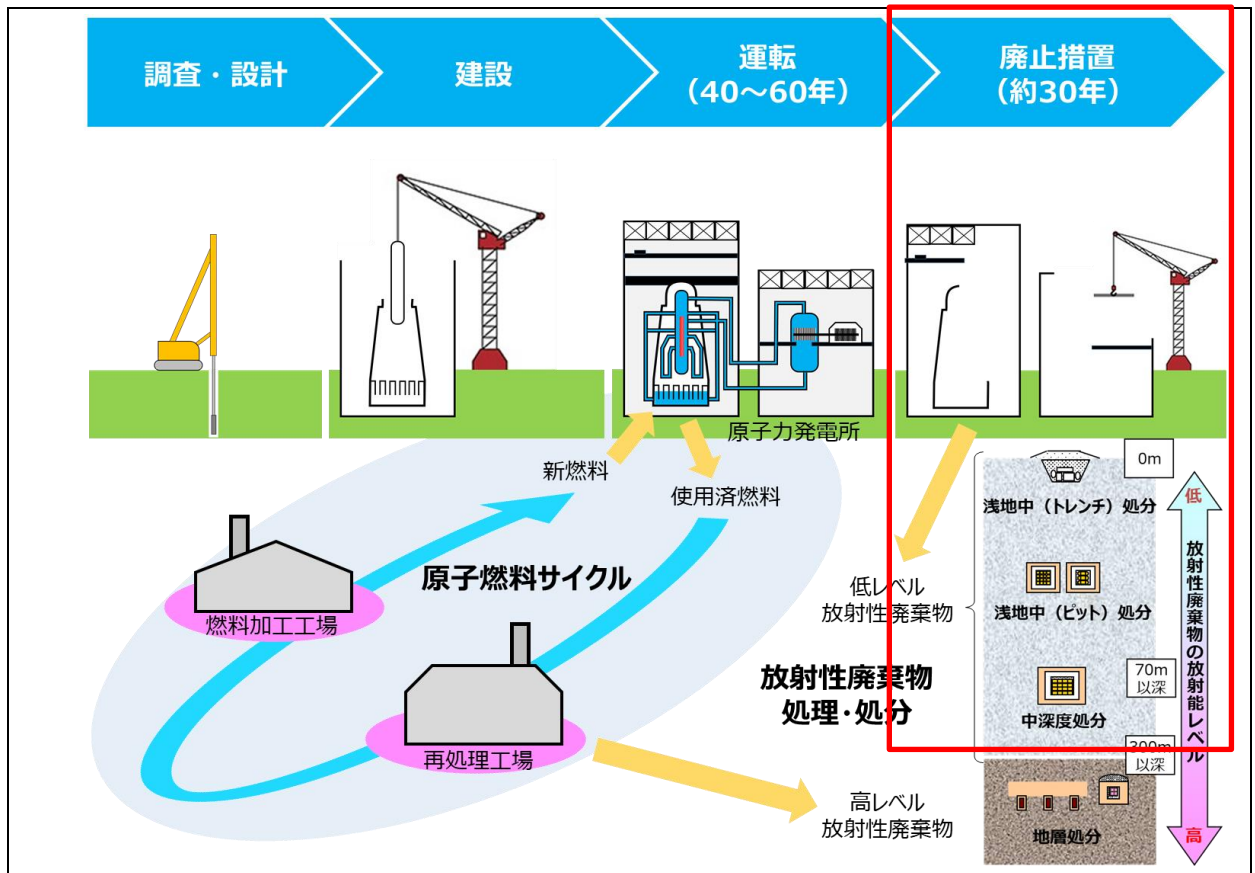 調査・設計
建設
運転
（40～60年）
廃止措置
（約30年）
原子力発電所
新燃料
使用済燃料
原子燃料サイクル
燃料加工工場
再処理工場
低レベル
放射性廃棄物
放射性廃棄物
処理・処分
高レベル
放射性廃棄物
0m
浅地中（トレンチ）処分
浅地中（ピット）処分
70m
以深
中深度処分
300m
以深
地層処分
低
放射性廃棄物の放射能レベル
高